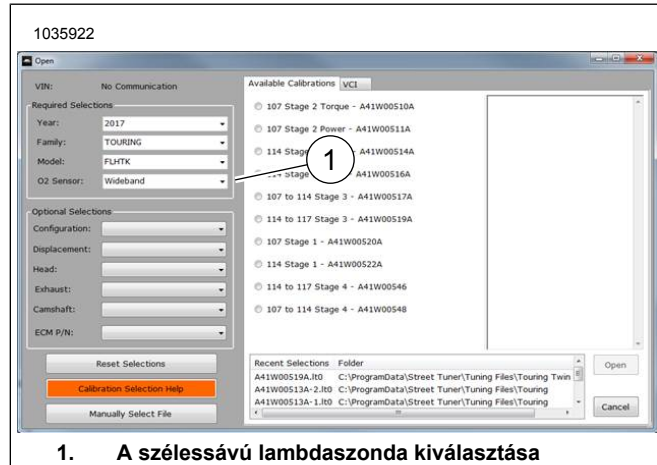 1035922
Open
VIN: No Communication
Required Selections
Year: 2017
Family: TOURING
Model: FLHTK
O2 Sensor: Wideband
Optional Selections
Configuration:
Displacement:
Head:
Exhaust:
Camshaft:
ECM P/N:
Reset Selections
Calibration Selection Help
Manually Select File
Available Calibrations VCI
107 Stage 2 Torque - A41W00510A
107 Stage 2 Power - A41W00511A
114 Stage A41W00514A
1
114 Stage A41W00516A
107 to 114 Stage 3 - A41W00517A
114 to 117 Stage 3 - A41W00519A
107 Stage 1 - A41W00520A
114 Stage 1 - A41W00522A
114 to 117 Stage 4 - A41W00546
107 to 114 Stage 4 - A41W00548
Recent Selections Folder
A41W00519A.lt0 C:\ProgramData\Street Tuner\Tuning Files\Touring Twin
A41W00513A-2.lt0 C:\ProgramData\Street Tuner\Tuning Files\Touring
A41W00513A-1.lt0 C:\ProgramData\Street Tuner\Tuning Files\Touring
Open
Cancel
1. A szélessávú lambdaszonda kiválasztása